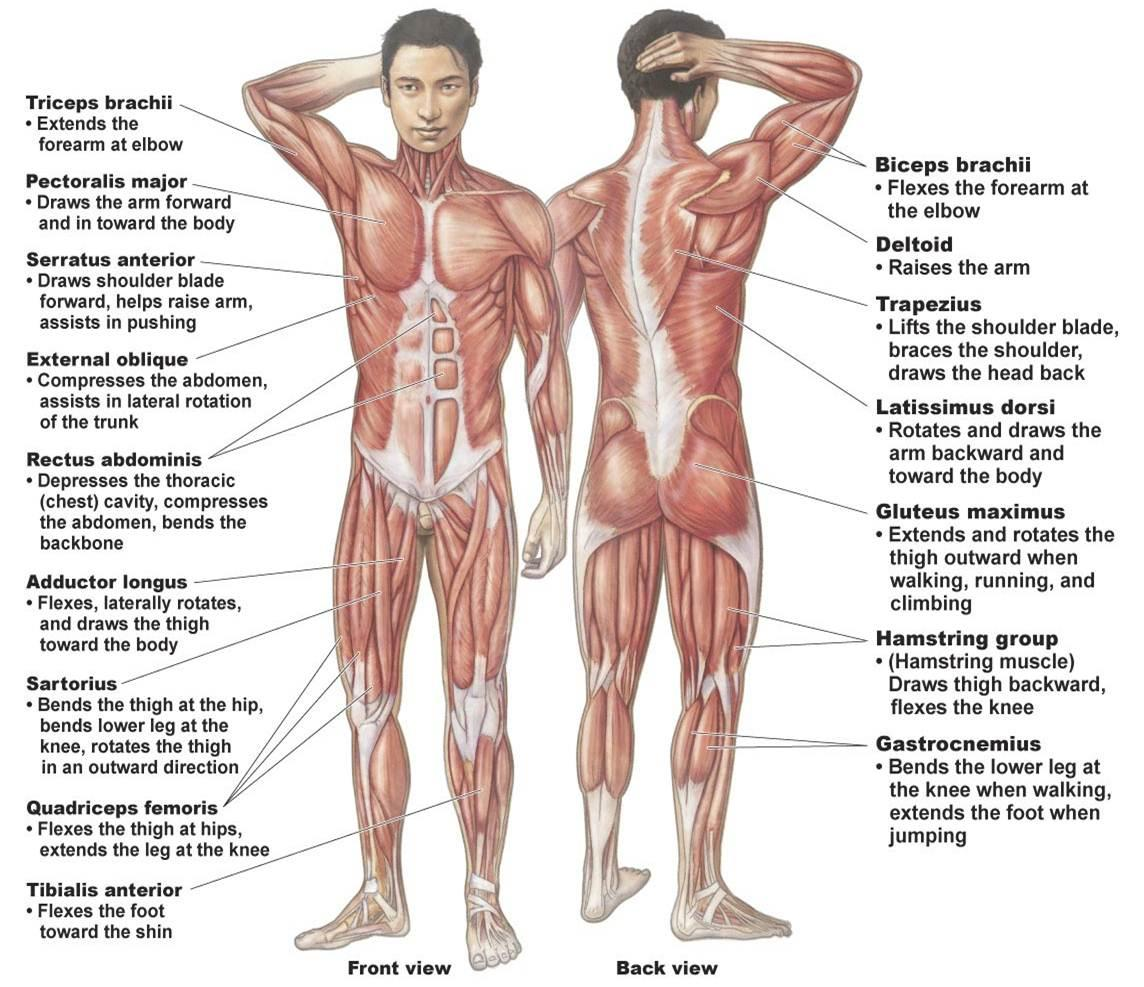 Triceps brachii
• Extends the
forearm at elbow
Pectoralis major
• Draws the arm forward
and in toward the body
Serratus anterior
• Draws shoulder blade
forward, helps raise arm,
assists in pushing
External oblique
• Compresses the abdomen,
assists in lateral rotation
of the trunk
Rectus abdominis
• Depresses the thoracic
(chest) cavity, compresses
the abdomen, bends the
backbone
Adductor longus
• Flexes, laterally rotates,
and draws the thigh
toward the body
Sartorius
• Bends the thigh at the hip,
bends lower leg at the
knee, rotates the thigh
in an outward direction
Quadriceps femoris
• Flexes the thigh at hips,
extends the leg at the knee
Tibialis anterior
• Flexes the foot
toward the shin
Front view
Biceps brachii
• Flexes the forearm at
the elbow
Deltoid
• Raises the arm
Trapezius
• Lifts the shoulder blade,
braces the shoulder,
draws the head back
Latissimus dorsi
• Rotates and draws the
arm backward and
toward the body
Gluteus maximus
• Extends and rotates the
thigh outward when
walking, running, and
climbing
Hamstring group
• (Hamstring muscle)
Draws thigh backward,
flexes the knee
Gastrocnemius
• Bends the lower leg at
the knee when walking,
extends the foot when
jumping
Back view